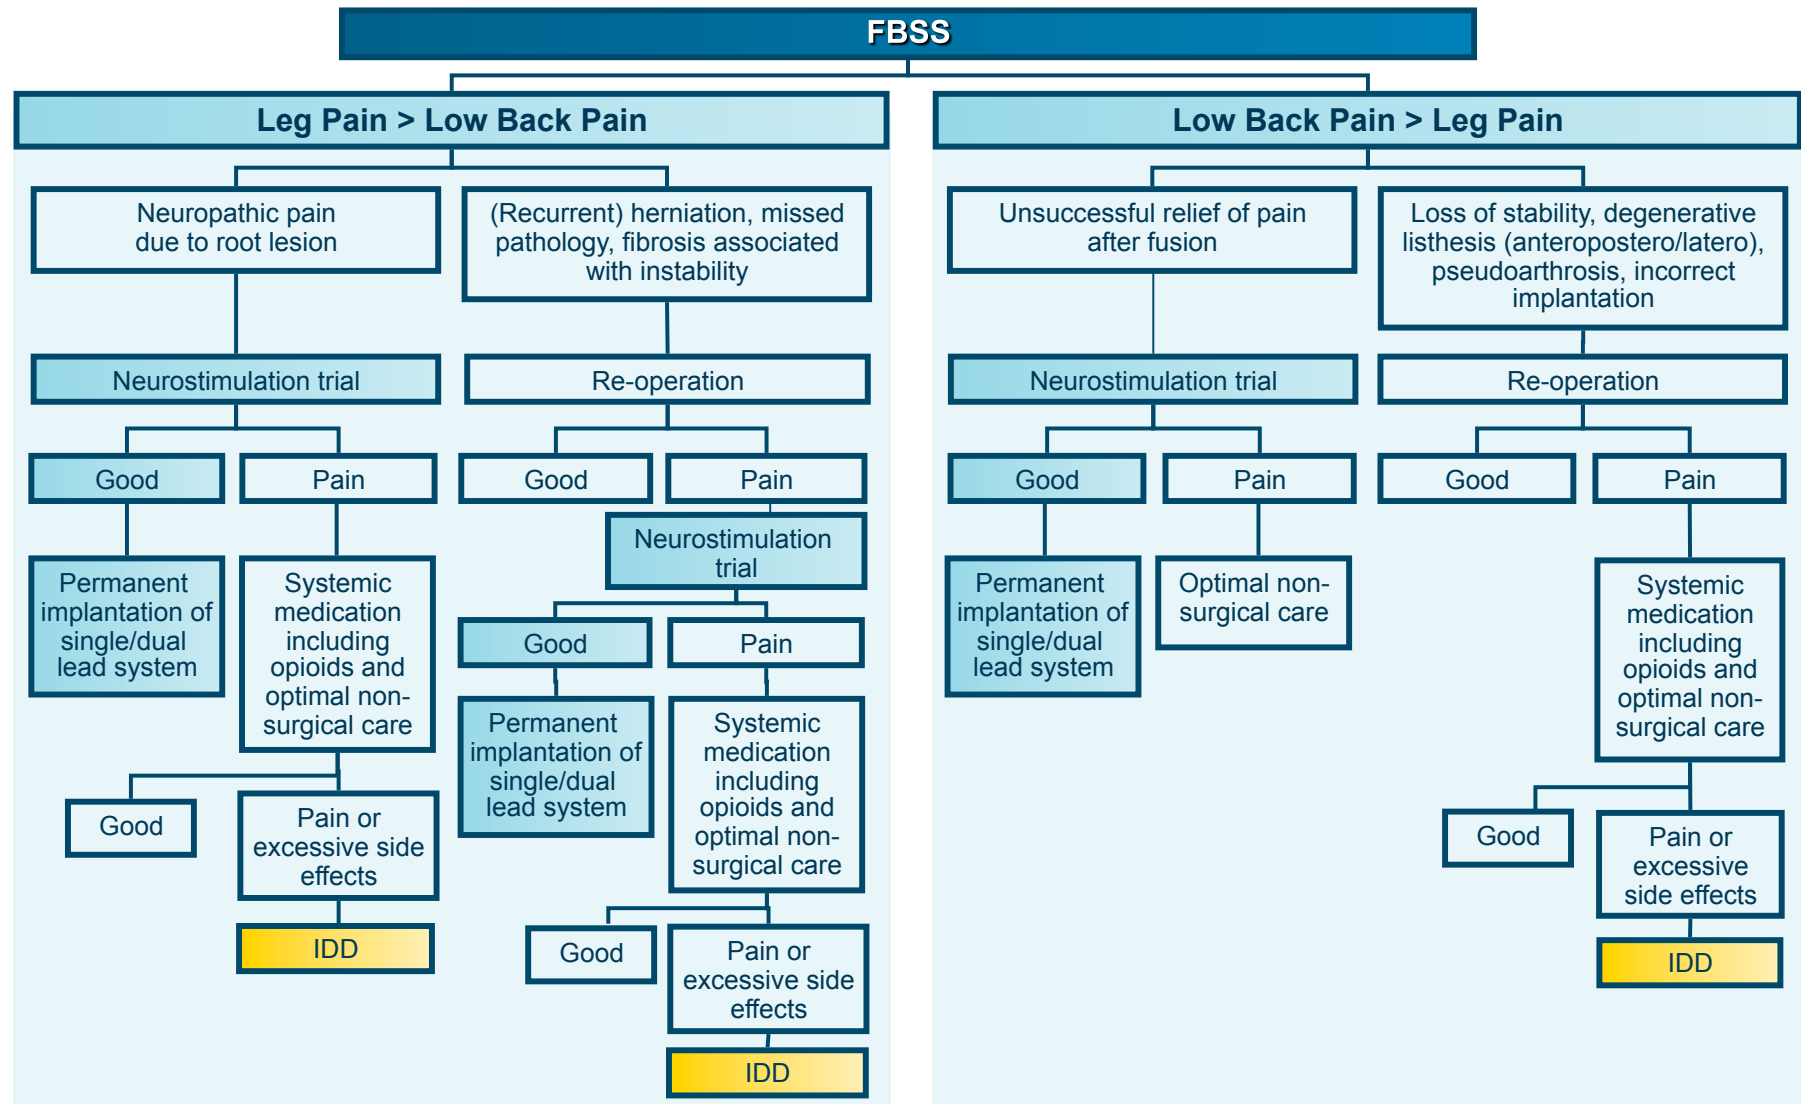 FBSS
Leg Pain > Low Back Pain
Neuropathic pain
due to root lesion
(Recurrent) herniation, missed
pathology, fibrosis associated
with instability
Neurostimulation trial
Re-operation
Good
Pain
Good
Pain
Neurostimulation
trial
Permanent
implantation of
single/dual
lead system
Systemic
medication
including
opioids and
optimal non-
surgical care
Good
Pain
Permanent
implantation of
single/dual
lead system
Systemic
medication
including
opioids and
optimal non-
surgical care
Good
Pain or
excessive side
effects
IDD
Good
Pain or
excessive side
effects
IDD
Low Back Pain > Leg Pain
Unsuccessful relief of pain
after fusion
Loss of stability, degenerative
listhesis (anteropostero/latero),
pseudoarthrosis, incorrect
implantation
Neurostimulation trial
Re-operation
Good
Pain
Good
Pain
Permanent
implantation of
single/dual
lead system
Optimal non-
surgical care
Systemic
medication
including
opioids and
optimal non-
surgical care
Good
Pain or
excessive
side effects
IDD